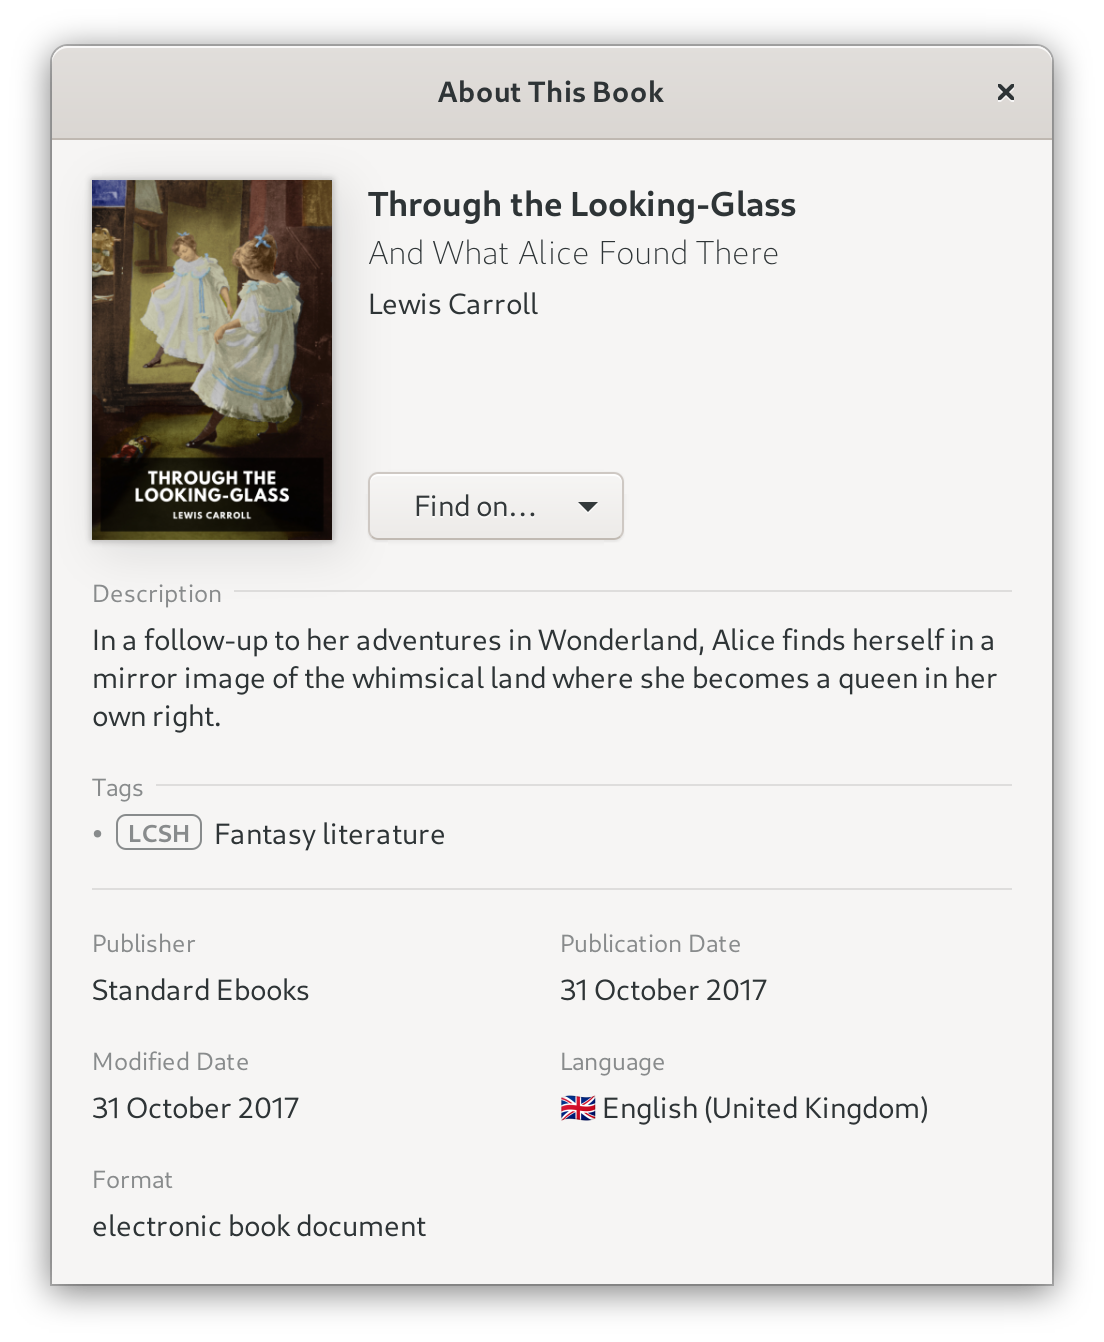 About This Book
Through the Looking-Glass
And What Alice Found There
Lewis Carroll
THROUGH THE
LOOKING-GLASS
LEWIS CARROLL
Find on…
Description
In a follow-up to her adventures in Wonderland, Alice finds herself in a
mirror image of the whimsical land where she becomes a queen in her
own right.
Tags
• LCSH Fantasy literature
Publisher
Standard Ebooks
Publication Date
31 October 2017
Modified Date
31 October 2017
Language
🇬🇧 English (United Kingdom)
Format
electronic book document